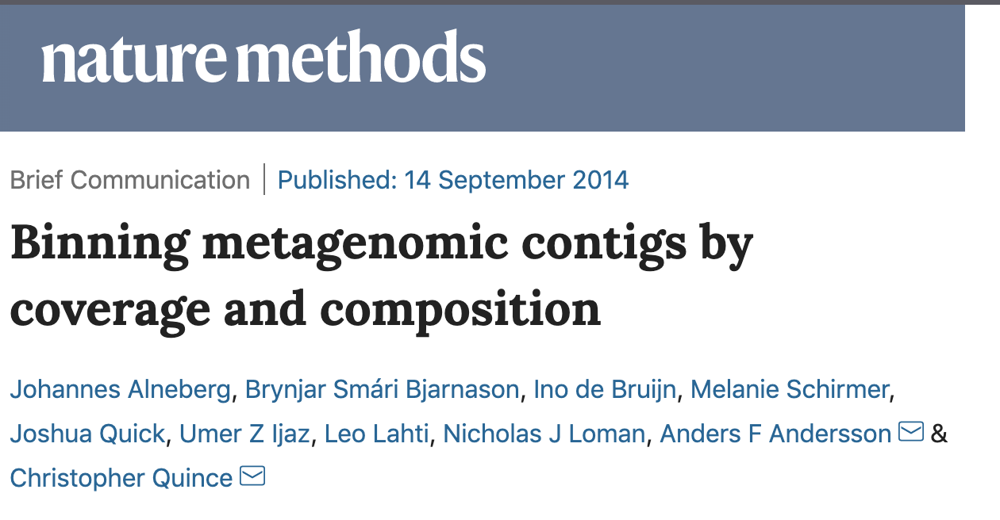 nature methods
Brief Communication | Published: 14 September 2014
Binning metagenomic contigs by
coverage and composition
Johannes Alneberg, Brynjar Smári Bjarnason, Ino de Bruijn, Melanie Schirmer,
Joshua Quick, Umer Z Ijaz, Leo Lahti, Nicholas J Loman, Anders F Andersson &
Christopher Quince